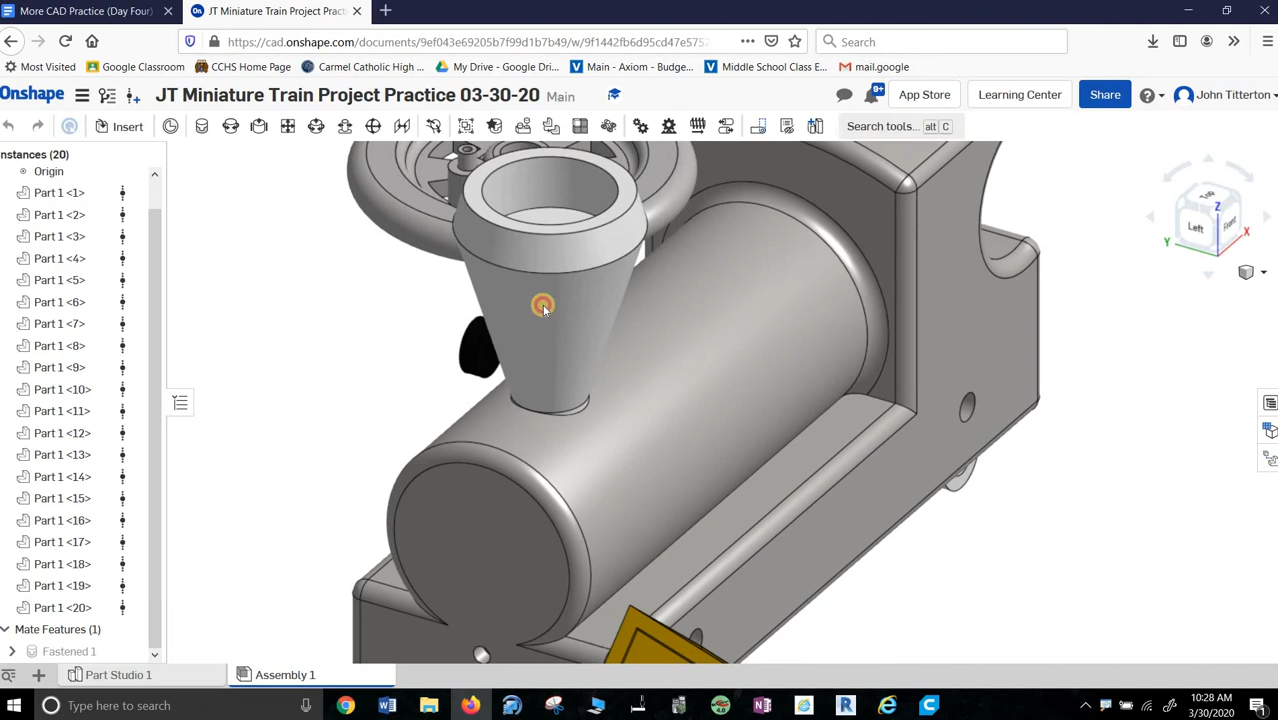 More CAD Practice (Day Four)
On JT Miniature Train Project Practice
https://cad.onshape.com/documents/9ef043e69205b7f99d1b7b49/w/9f1442fb6d95cd47e5752
Search
Most Visited
Google Classroom
CCHS Home Page
Carmel Catholic High ...
My Drive - Google Dri...
Main - Axiom - Budge...
Middle School Class E...
mail.google
Onshape
JT Miniature Train Project Practice 03-30-20
Main
9+
App Store
Learning Center
Share
John Titterton
Insert
Search tools...
alt
C
nstances (20)
Origin
Part 1 <1>
Part 1 <2>
Part 1 <3>
Part 1 <4>
Part 1 <5>
Part 1 <6>
Part 1 <7>
Part 1 <8>
Part 1 <9>
Part 1 <10>
Part 1 <11>
Part 1 <12>
Part 1 <13>
Part 1 <14>
Part 1 <15>
Part 1 <16>
Part 1 <17>
Part 1 <18>
Part 1 <19>
Part 1 <20>
Mate Features (1)
Fastened 1
Top
Z
Left
Front
X
Y
Part Studio 1
Assembly 1
Type here to search
10:28 AM
3/30/2020